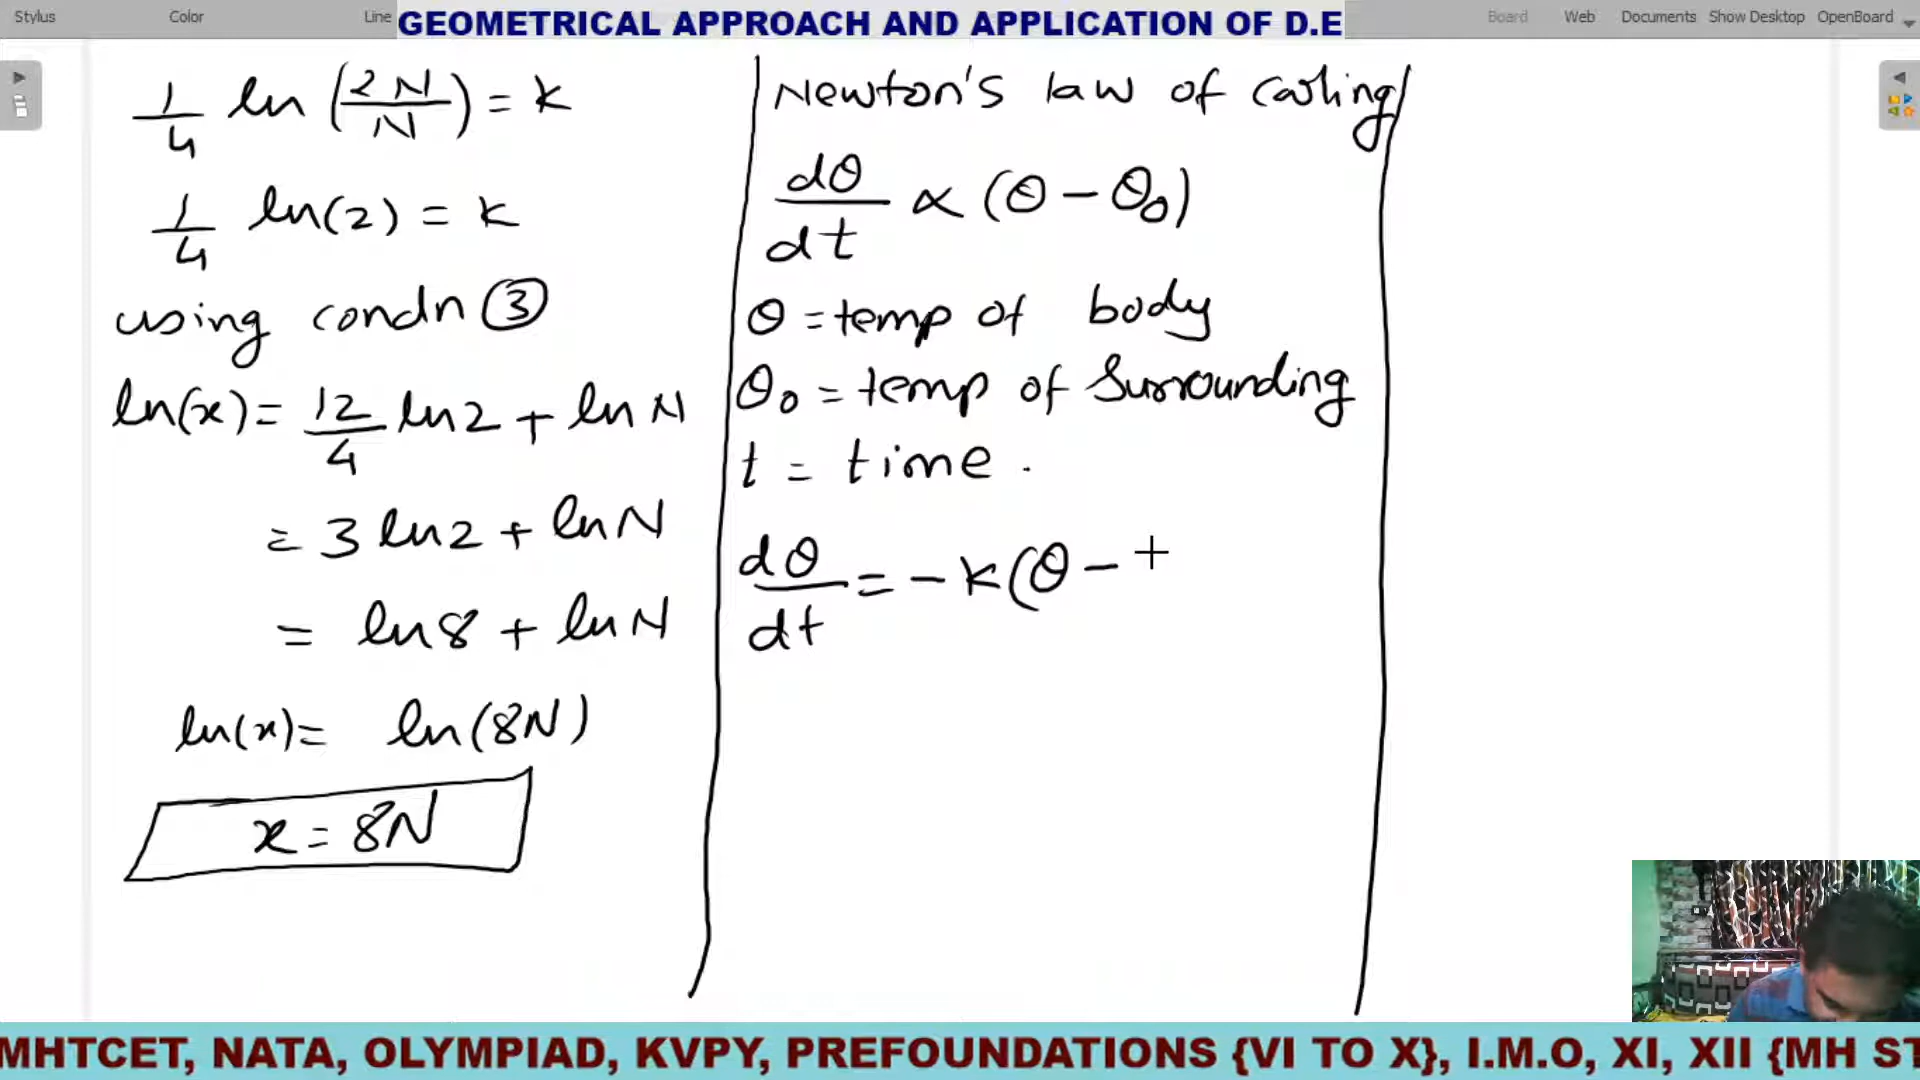 Stylus Color Line Board Web Documents Show Desktop OpenBoard
GEOMETRICAL APPROACH AND APPLICATION OF D.E
1/4 ln (2N/N) = k
1/4 ln(2) = k
using condn ③
ln(x) = 12/4 ln2 + ln N
= 3 ln2 + ln N
= ln8 + ln N
ln(x) = ln(8N)
x = 8N
Newton's law of cooling
dθ/dt ∝ (θ - θ₀)
θ = temp of body
θ₀ = temp of Surrounding
t = time .
dθ/dt = - k(θ -
MHTCET, NATA, OLYMPIAD, KVPY, PREFOUNDATIONS {VI TO X}, I.M.O, XI, XII {MH ST